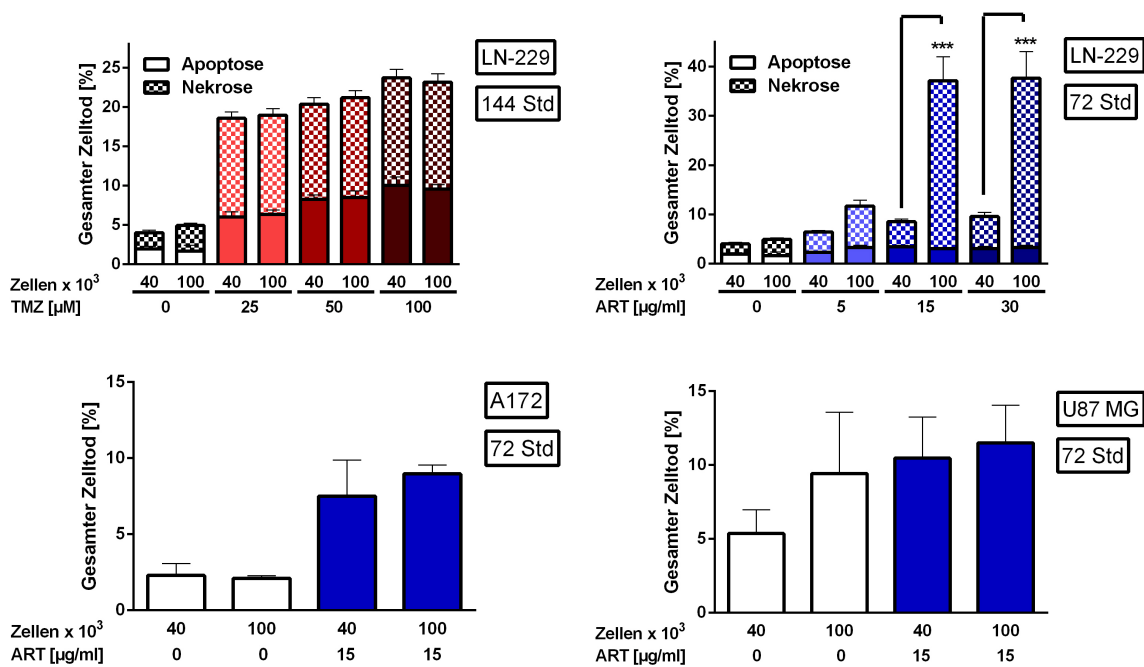 Gesamter Zelltod [%]
25
20
15
10
5
0
Apoptose
Nekrose
LN-229
144 Std
Zellen x 10³ 40 100 40 100 40 100 40 100
TMZ [µM] 0 25 50 100
Gesamter Zelltod [%]
40
30
20
10
0
Apoptose
Nekrose
***
***
LN-229
72 Std
Zellen x 10³ 40 100 40 100 40 100 40 100
ART [µg/ml] 0 5 15 30
Gesamter Zelltod [%]
15
10
5
0
A172
72 Std
Zellen x 10³ 40 100 40 100
ART [µg/ml] 0 0 15 15
Gesamter Zelltod [%]
15
10
5
0
U87 MG
72 Std
Zellen x 10³ 40 100 40 100
ART [µg/ml] 0 0 15 15